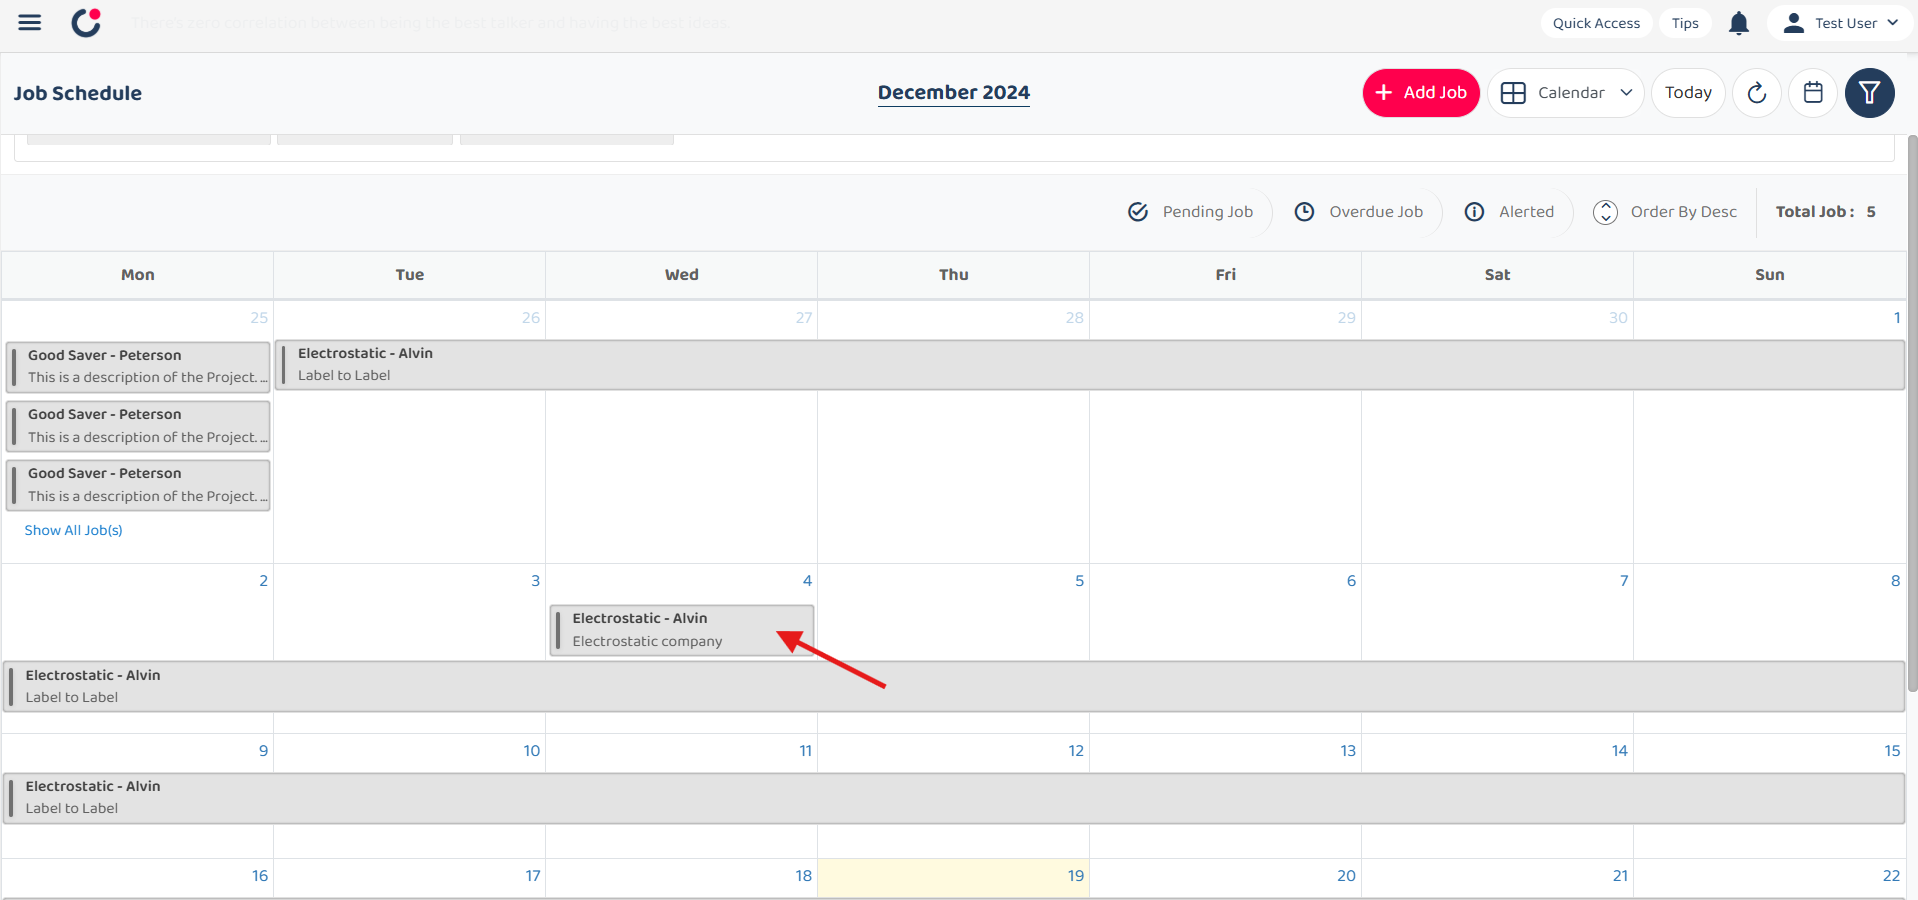 There's zero correlation between being the best talker and having the best ideas.
Quick Access
Tips
Test User
Job Schedule
December 2024
+ Add Job
Calendar
Today
Pending Job
Overdue Job
Alerted
Order By Desc
Total Job : 5
Mon Tue Wed Thu Fri Sat Sun
25 26 27 28 29 30 1
Good Saver - Peterson
This is a description of the Project. ...
Electrostatic - Alvin
Label to Label
Good Saver - Peterson
This is a description of the Project. ...
Good Saver - Peterson
This is a description of the Project. ...
Show All Job(s)
2 3 4 5 6 7 8
Electrostatic - Alvin
Electrostatic company
Electrostatic - Alvin
Label to Label
9 10 11 12 13 14 15
Electrostatic - Alvin
Label to Label
16 17 18 19 20 21 22